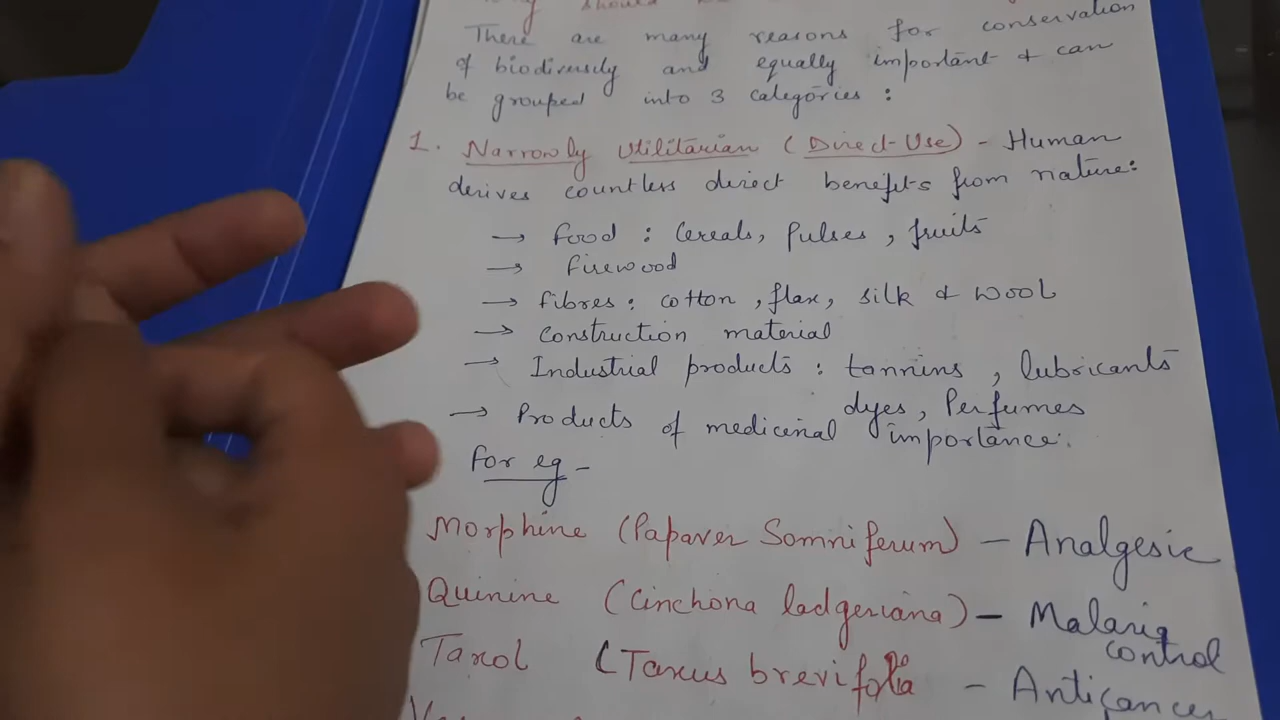 should
There are many reasons for conservation
of biodiversity and equally important & can
be grouped into 3 categories :
1. Narrowly Utilitarian (Direct-Use) - Human
derives countless direct benefits from nature:
→ food : Cereals, Pulses, fruits
→ firewood
→ fibres : cotton, flax, silk & wool
→ Construction material
→ Industrial products : tannins, lubricants
dyes, Perfumes
→ Products of medicinal importance.
for eg -
Morphine (Papaver Somniferum) - Analgesic
Quinine (Cinchona ledgeriana) - Malaria
control
Taxol (Taxus brevifolia - Anticancer